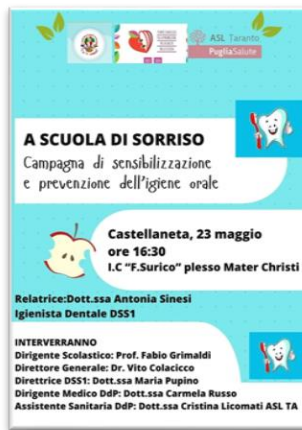 ASL Taranto
PugliaSalute
A SCUOLA DI SORRISO
Campagna di sensibilizzazione
e prevenzione dell'igiene orale
Castellaneta, 23 maggio
ore 16:30
I.C "F.Surico" plesso Mater Christi
Relatrice:Dott.ssa Antonia Sinesi
Igienista Dentale DSS1
INTERVERRANNO
Dirigente Scolastico: Prof. Fabio Grimaldi
Direttore Generale: Dr. Vito Colacicco
Direttrice DSS1: Dott.ssa Maria Pupino
Dirigente Medico DdP: Dott.ssa Carmela Russo
Assistente Sanitaria DdP: Dott.ssa Cristina Licomati ASL TA